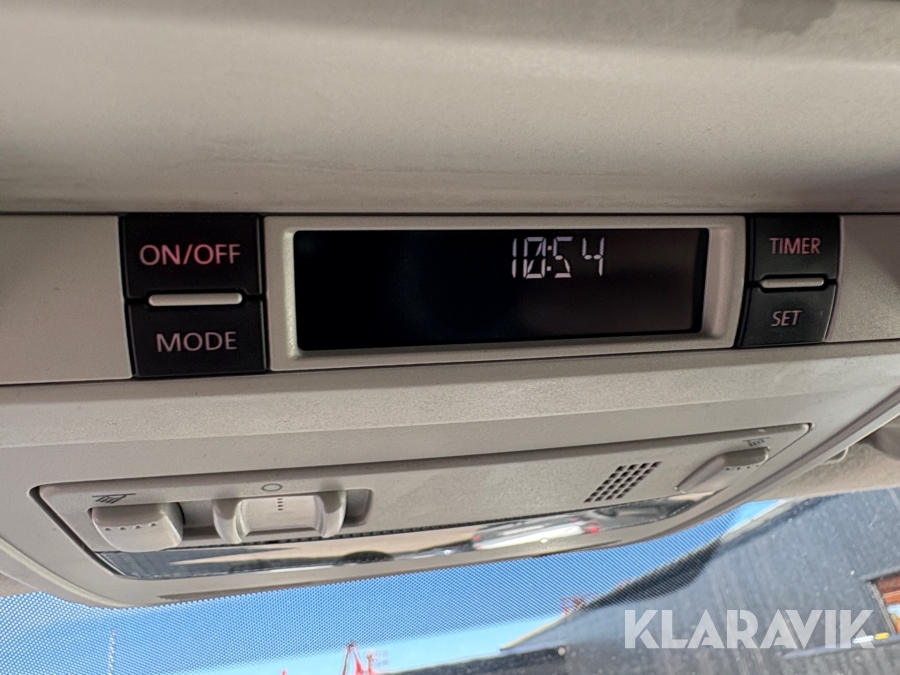 ON/OFF
MODE
10:54
TIMER
SET
KLARAVIK